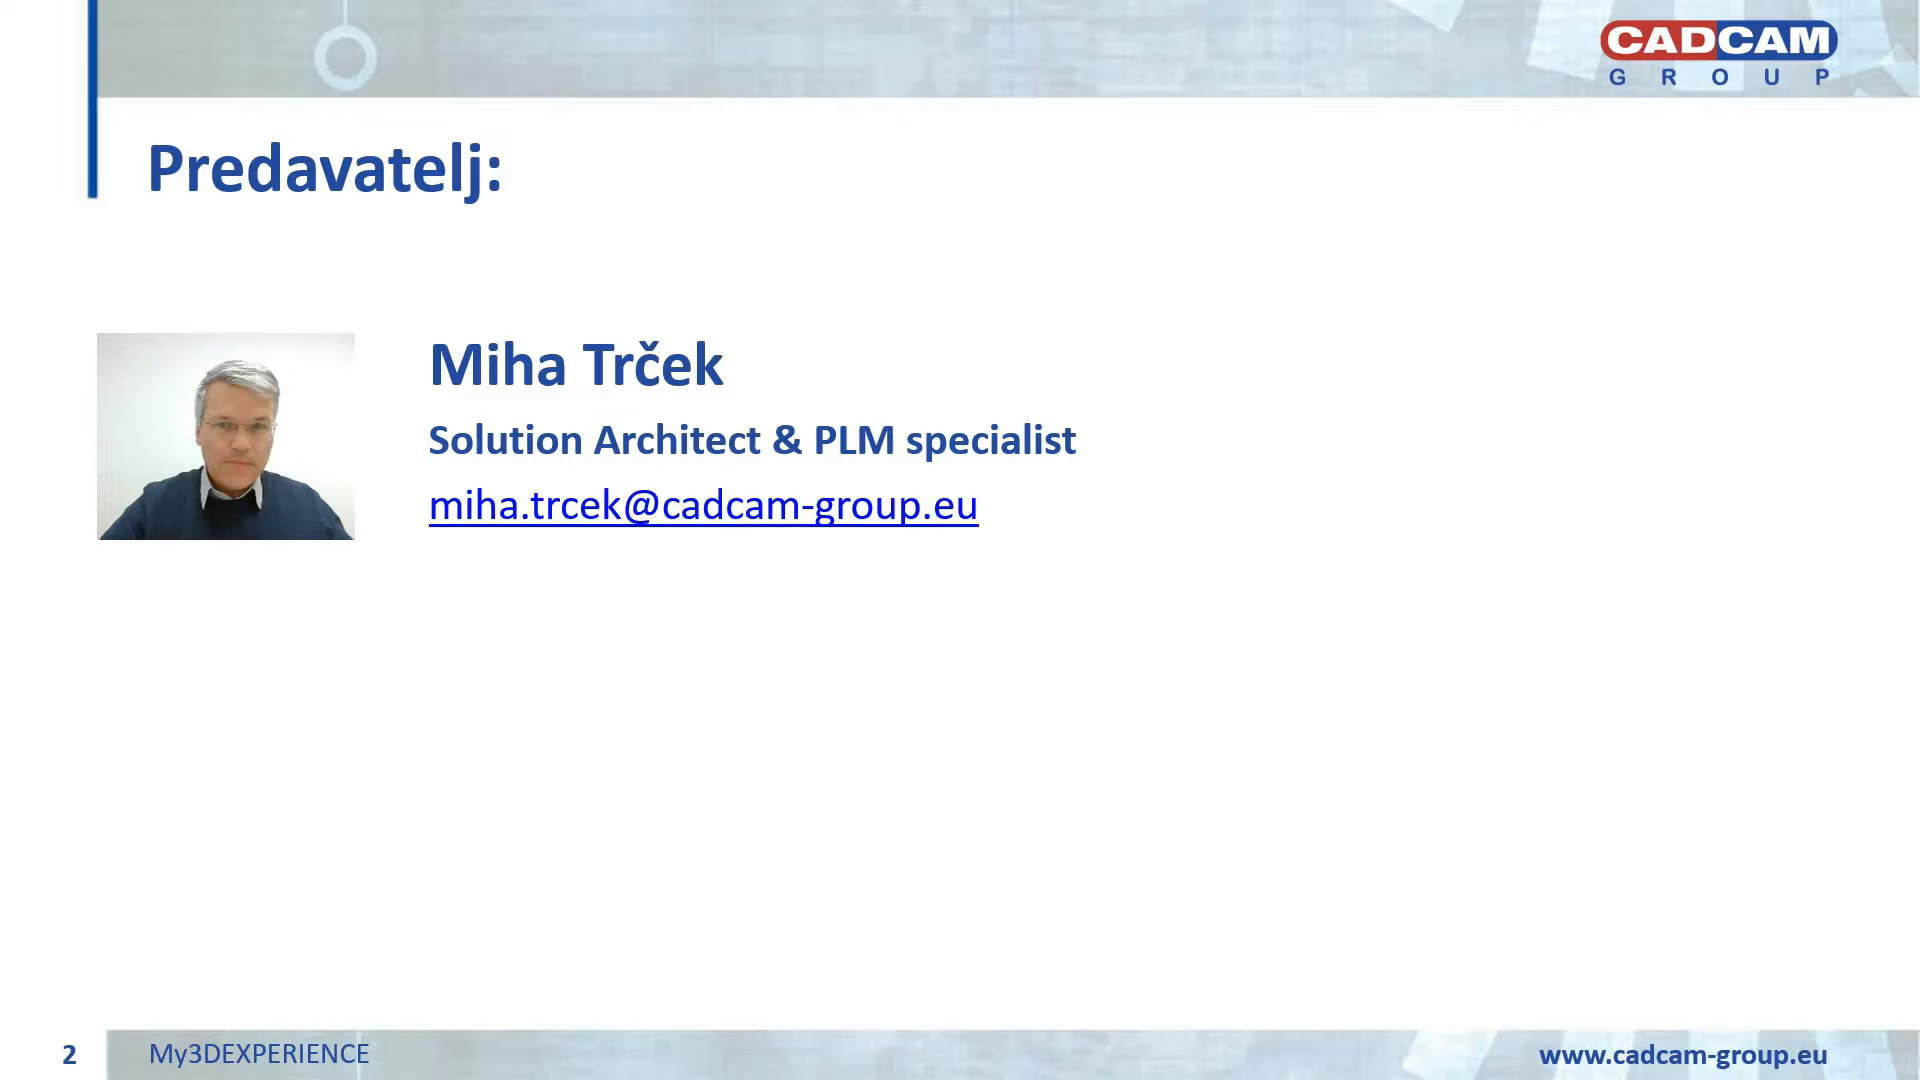 CADCAM
GROUP
Predavatelj:
Miha Trček
Solution Architect & PLM specialist
miha.trcek@cadcam-group.eu
2
My3DEXPERIENCE
www.cadcam-group.eu